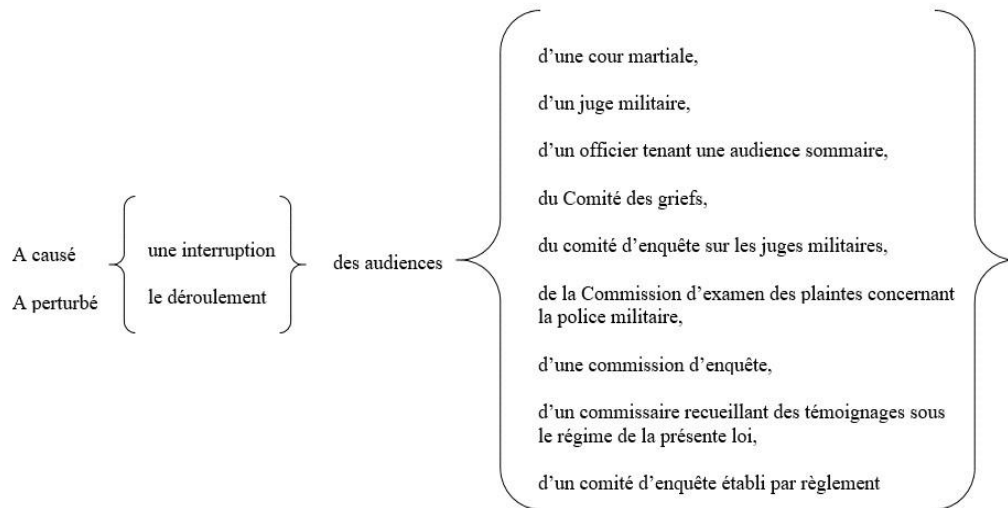 A causé
A perturbé
une interruption
le déroulement
des audiences
d’une cour martiale,
d’un juge militaire,
d’un officier tenant une audience sommaire,
du Comité des griefs,
du comité d’enquête sur les juges militaires,
de la Commission d’examen des plaintes concernant
la police militaire,
d’une commission d’enquête,
d’un commissaire recueillant des témoignages sous
le régime de la présente loi,
d’un comité d’enquête établi par règlement